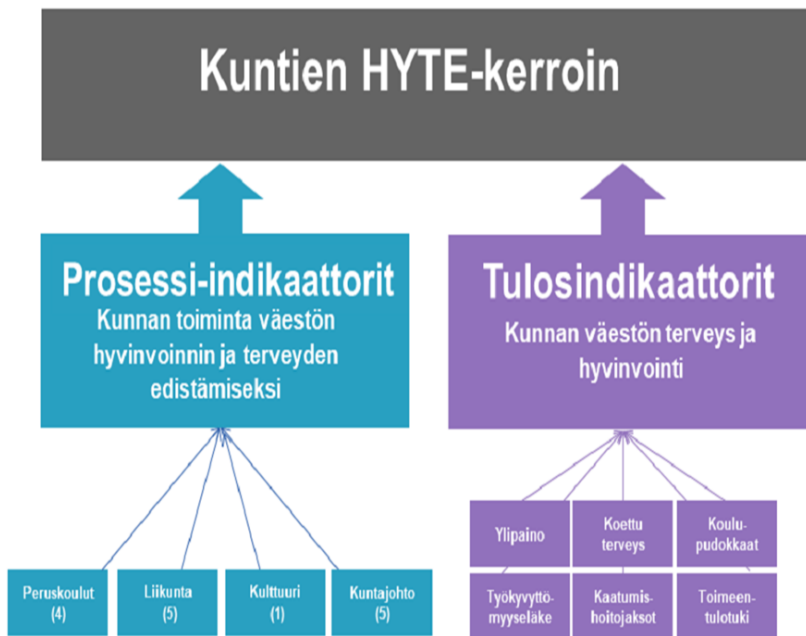 Kuntien HYTE-kerroin
Prosessi-indikaattorit
Kunnan toiminta väestön
hyvinvoinnin ja terveyden
edistämiseksi
Tulosindikaattorit
Kunnan väestön terveys ja
hyvinvointi
Peruskoulut
(4)
Liikunta
(5)
Kulttuuri
(1)
Kuntajohto
(5)
Ylipaino
Koettu
terveys
Koulu-
pudokkaat
Työkyvyttö-
myyseläke
Kaatumis-
hoitojaksot
Toimeen-
tulotuki